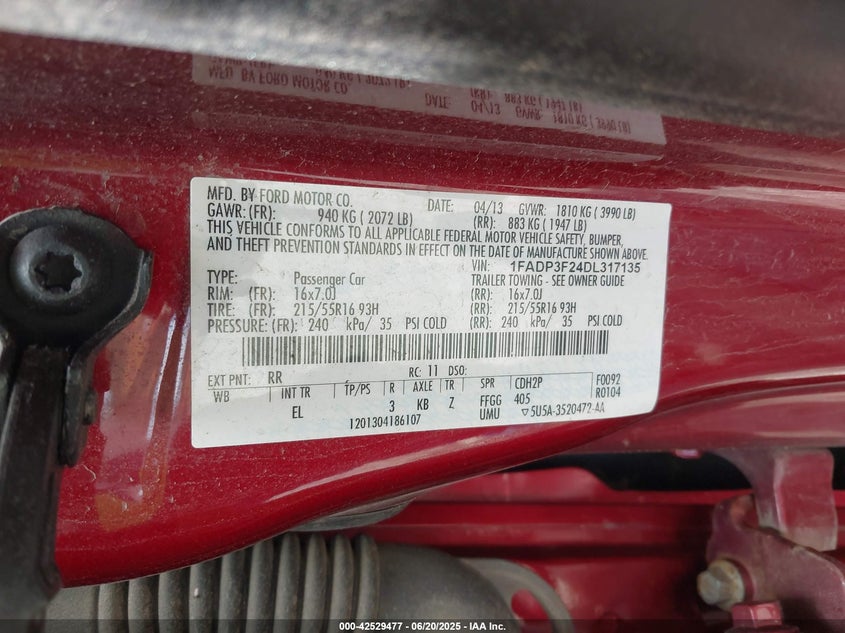 MFD. BY FORD MOTOR CO. DATE: 04/13 GVWR: 1810 KG ( 3990 LB)
GAWR: (FR): 940 KG ( 2072 LB) (RR): 883 KG ( 1947 LB)
THIS VEHICLE CONFORMS TO ALL APPLICABLE FEDERAL MOTOR VEHICLE SAFETY, BUMPER,
AND THEFT PREVENTION STANDARDS IN EFFECT ON THE DATE OF MANUFACTURE SHOWN ABOVE.
VIN: 1FADP3F24DL317135
TYPE: Passenger Car TRAILER TOWING - SEE OWNER GUIDE
RIM: (FR): 16x7.0J (RR): 16x7.0J
TIRE: (FR): 215/55R16 93H (RR): 215/55R16 93H
PRESSURE: (FR): 240 kPa/ 35 PSI COLD (RR): 240 kPa/ 35 PSI COLD
EXT PNT: RR RC: 11 DSO:
WB INT TR TP/PS R AXLE TR SPR CDH2P F0092
EL 3 KB Z FFGG 405 R0104
1201304186107 UMU ▽5U5A-3520472-AA
000-42529477 - 06/20/2025 - IAA Inc.